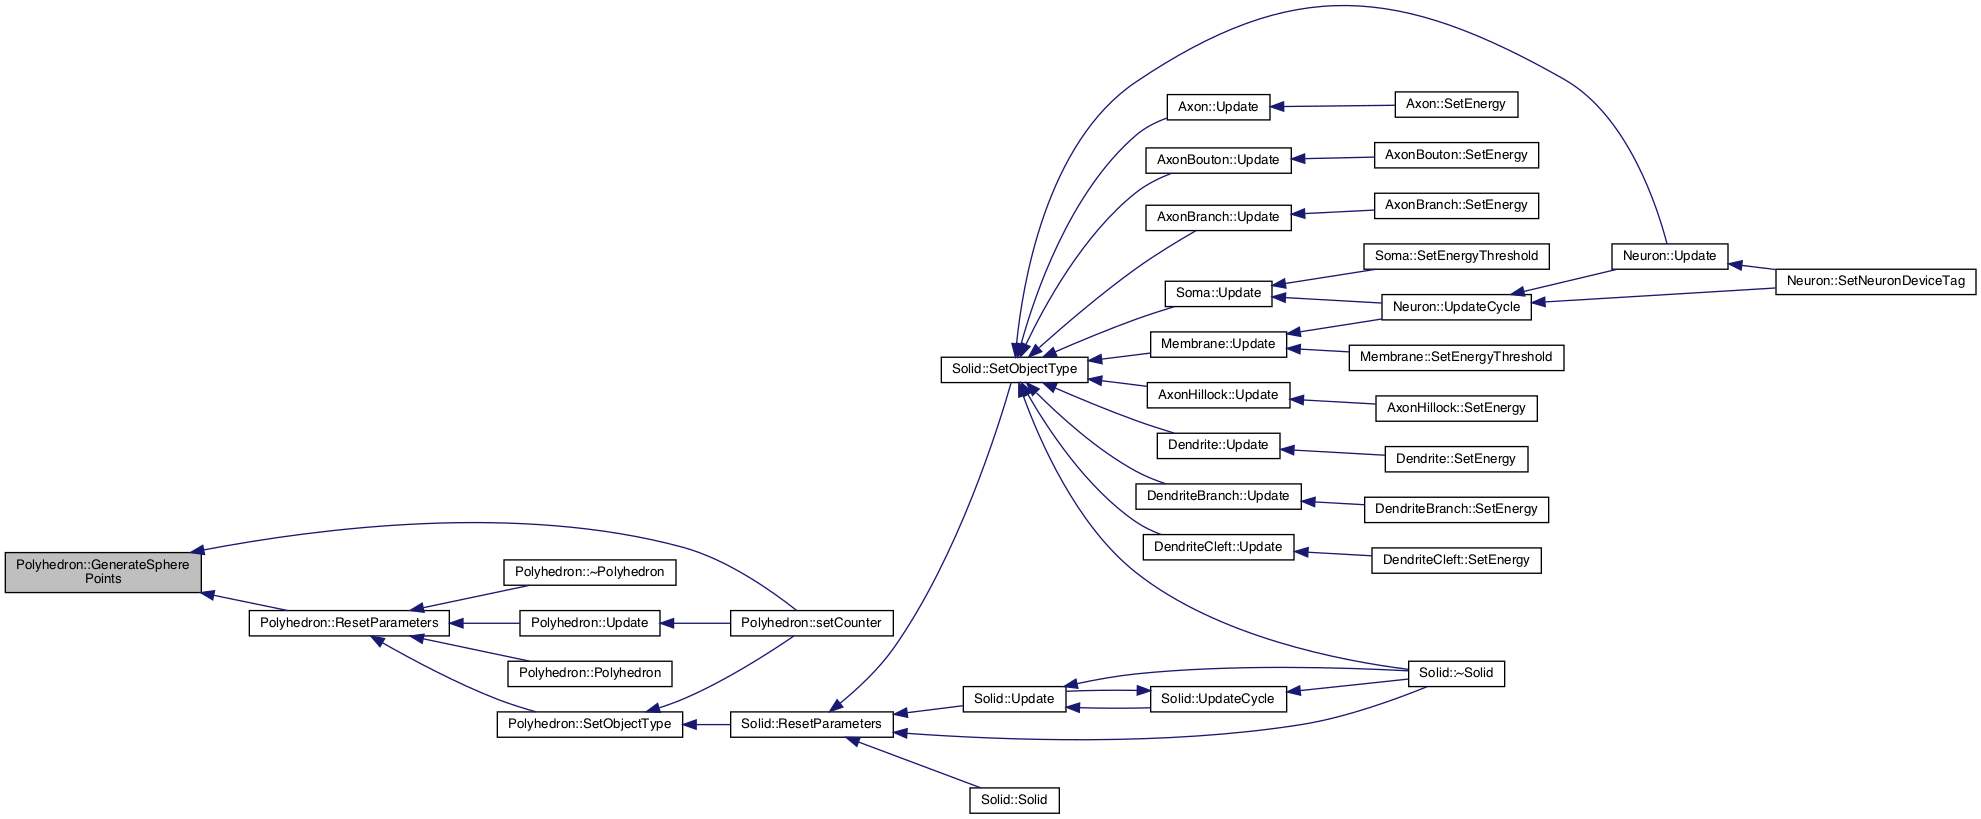 Polyhedron::GenerateSphere
Points
Polyhedron::ResetParameters
Polyhedron::~Polyhedron
Polyhedron::Update
Polyhedron::Polyhedron
Polyhedron::SetObjectType
Polyhedron::setCounter
Solid::ResetParameters
Solid::SetObjectType
Solid::Update
Solid::Solid
Axon::Update
AxonBouton::Update
AxonBranch::Update
Soma::Update
Membrane::Update
AxonHillock::Update
Dendrite::Update
DendriteBranch::Update
DendriteCleft::Update
Solid::UpdateCycle
Axon::SetEnergy
AxonBouton::SetEnergy
AxonBranch::SetEnergy
Soma::SetEnergyThreshold
Neuron::UpdateCycle
Membrane::SetEnergyThreshold
AxonHillock::SetEnergy
Dendrite::SetEnergy
DendriteBranch::SetEnergy
DendriteCleft::SetEnergy
Solid::~Solid
Neuron::Update
Neuron::SetNeuronDeviceTag